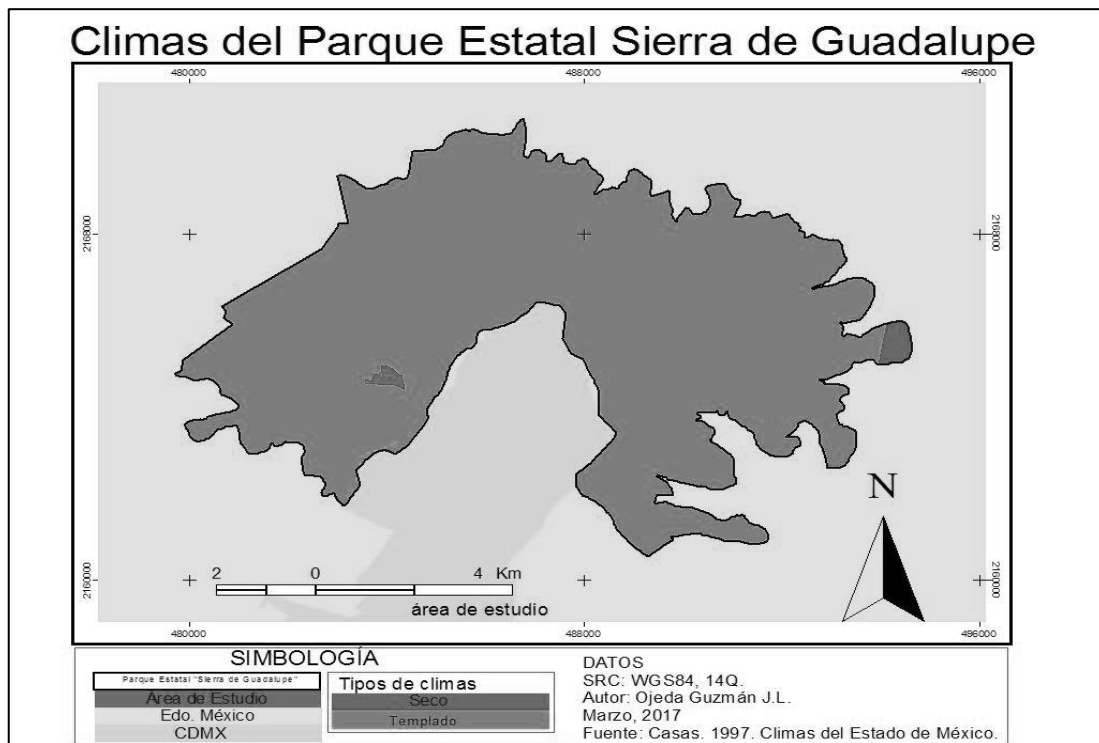 Climas del Parque Estatal Sierra de Guadalupe
480000
488000
496000
2168000
2168000
2160000
2160000
N
2 0 4 Km
área de estudio
480000
488000
496000
SIMBOLOGÍA
Parque Estatal "Sierra de Guadalupe"
Área de Estudio
Edo. México
CDMX
Tipos de climas
Seco
Templado
DATOS
SRC: WGS84, 14Q.
Autor: Ojeda Guzmán J.L.
Marzo, 2017
Fuente: Casas. 1997. Climas del Estado de México.